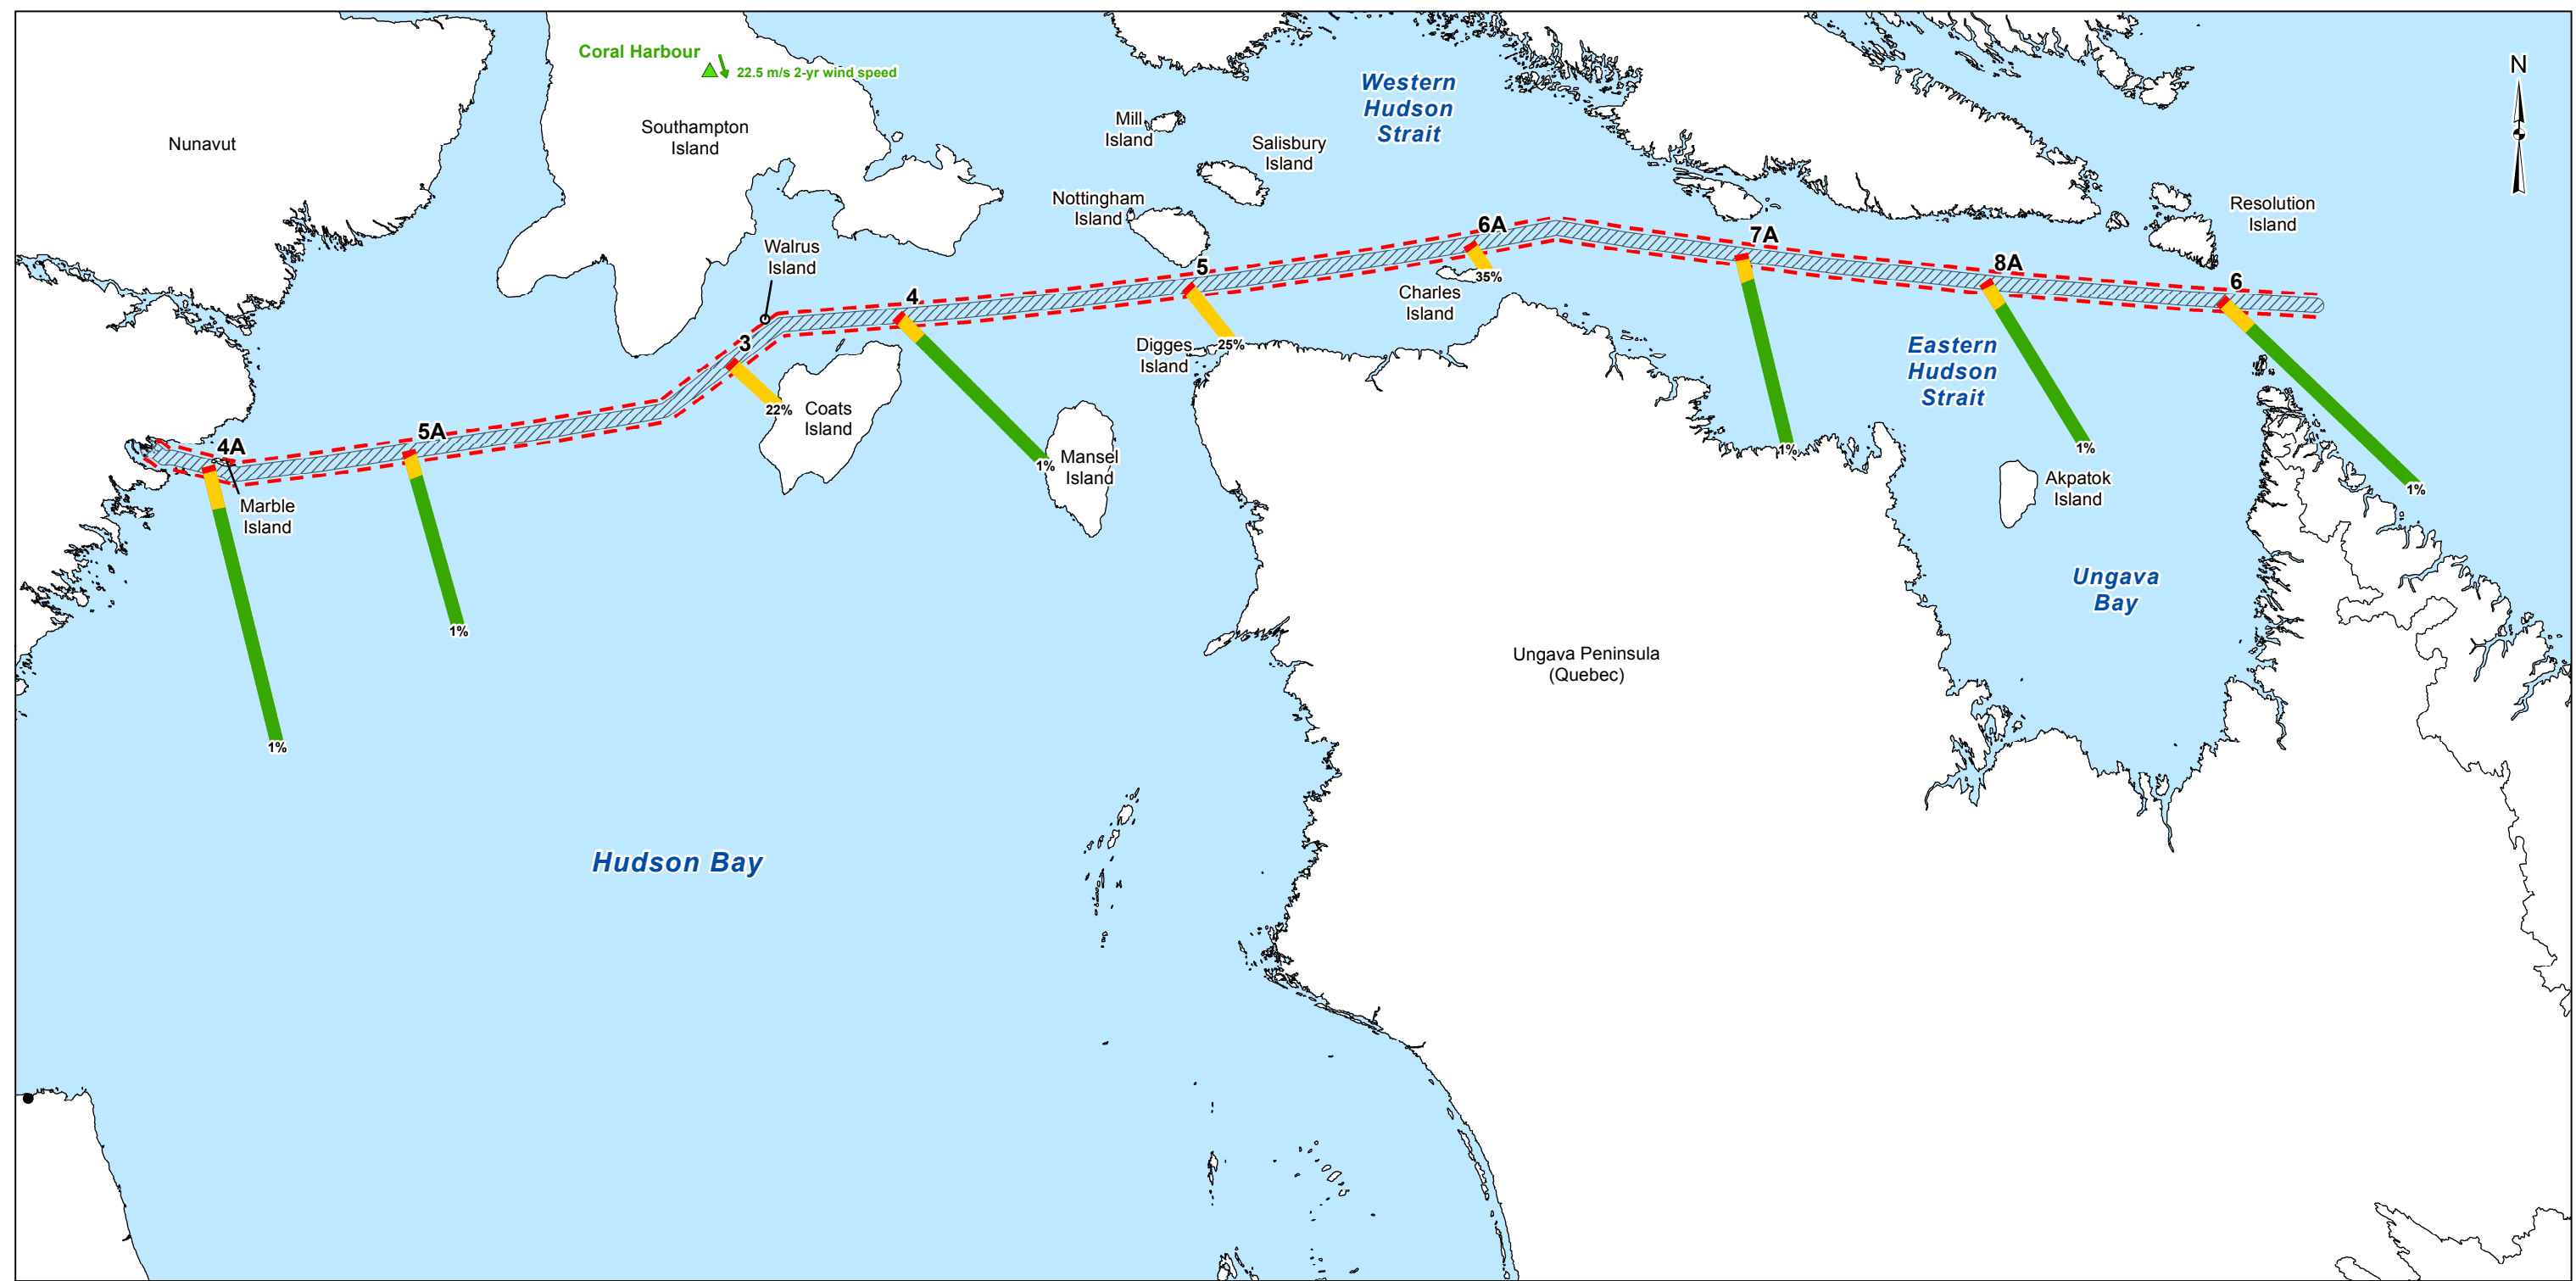 Coral Harbour
22.5 m/s 2-yr wind speed
N
Western
Hudson
Strait
Nunavut
Southampton
Island
Mill
Island
Salisbury
Island
Nottingham
Island
Resolution
Island
Walrus
Island
6A
7A
8A
6
5
4
3
35%
Charles
Island
Digges
Island
25%
Eastern
Hudson
Strait
22%
Coats
Island
4A
5A
Marble
Island
1%
Mansel
Island
1%
1%
Akpatok
Island
1%
1%
1%
Ungava
Bay
Ungava Peninsula
(Quebec)
Hudson Bay